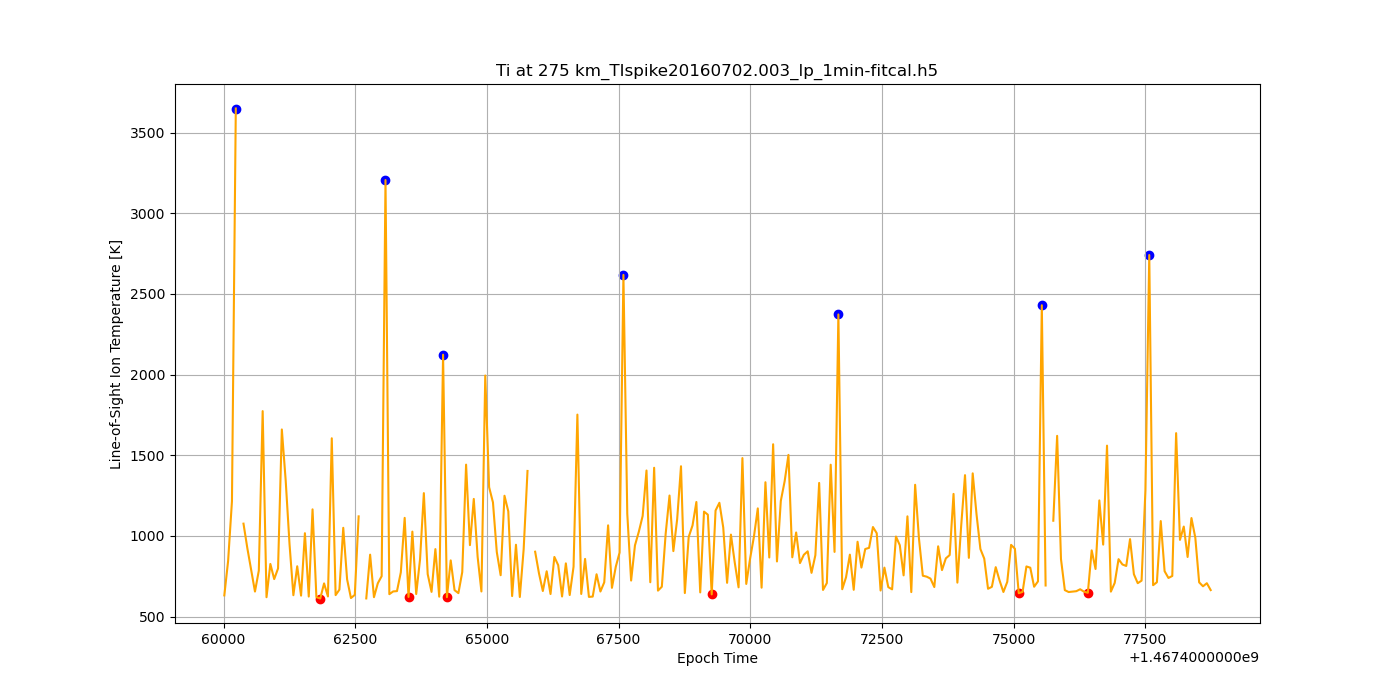 Ti at 275 km_TIspike20160702.003_lp_1min-fitcal.h5
Line-of-Sight Ion Temperature [K]
3500
3000
2500
2000
1500
1000
500
60000 62500 65000 67500 70000 72500 75000 77500
Epoch Time
+1.4674000000e9